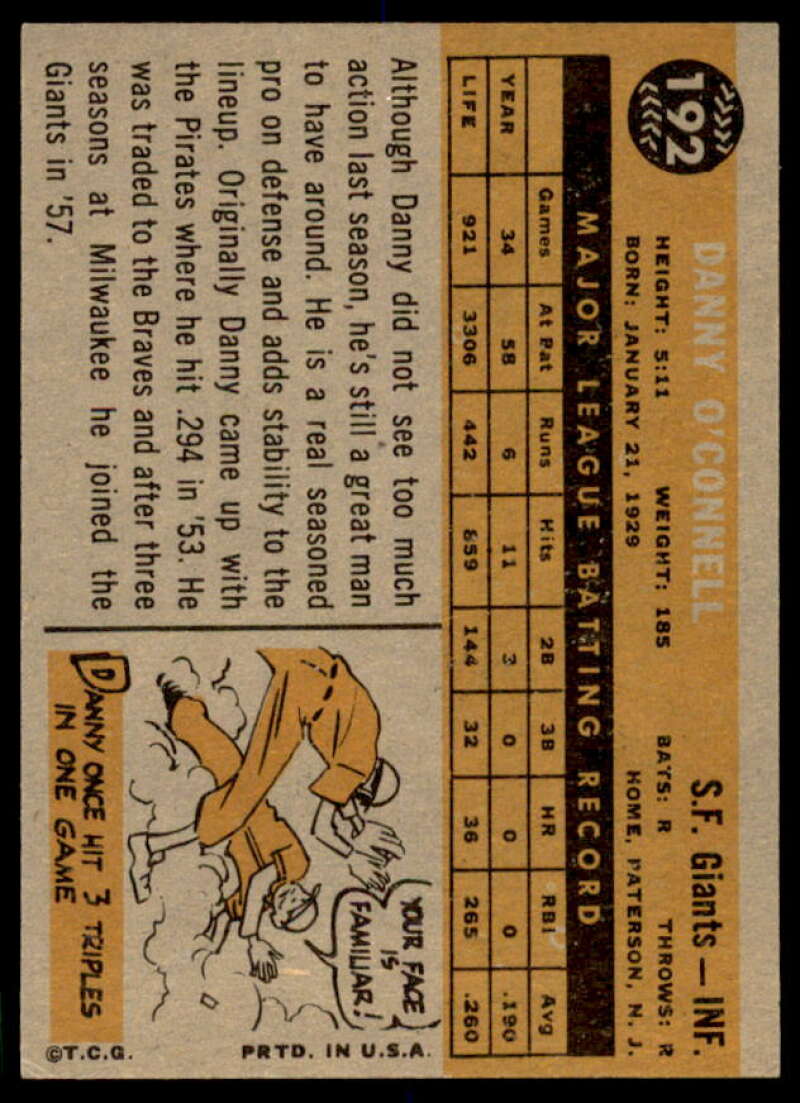 192
DANNY O'CONNELL S.F. Giants—INF.
HEIGHT: 5:11 WEIGHT: 185 BATS: R THROWS: R
BORN: JANUARY 21, 1929 HOME: PATERSON, N. J.
MAJOR LEAGUE BATTING RECORD
Games At Bat Runs Hits 2B 3B HR RBI Avg
YEAR 34 58 6 11 3 0 0 0 .190
LIFE 921 3306 442 859 144 32 36 265 .260
Although Danny did not see too much
action last season, he's still a great man
to have around. He is a real seasoned
pro on defense and adds stability to the
lineup. Originally Danny came up with
the Pirates where he hit .294 in '53. He
was traded to the Braves and after three
seasons at Milwaukee he joined the
Giants in '57.
YOUR FACE
IS
FAMILIAR!
DANNY ONCE HIT 3 TRIPLES
IN ONE GAME
©T.C.G. PRTD. IN U.S.A.